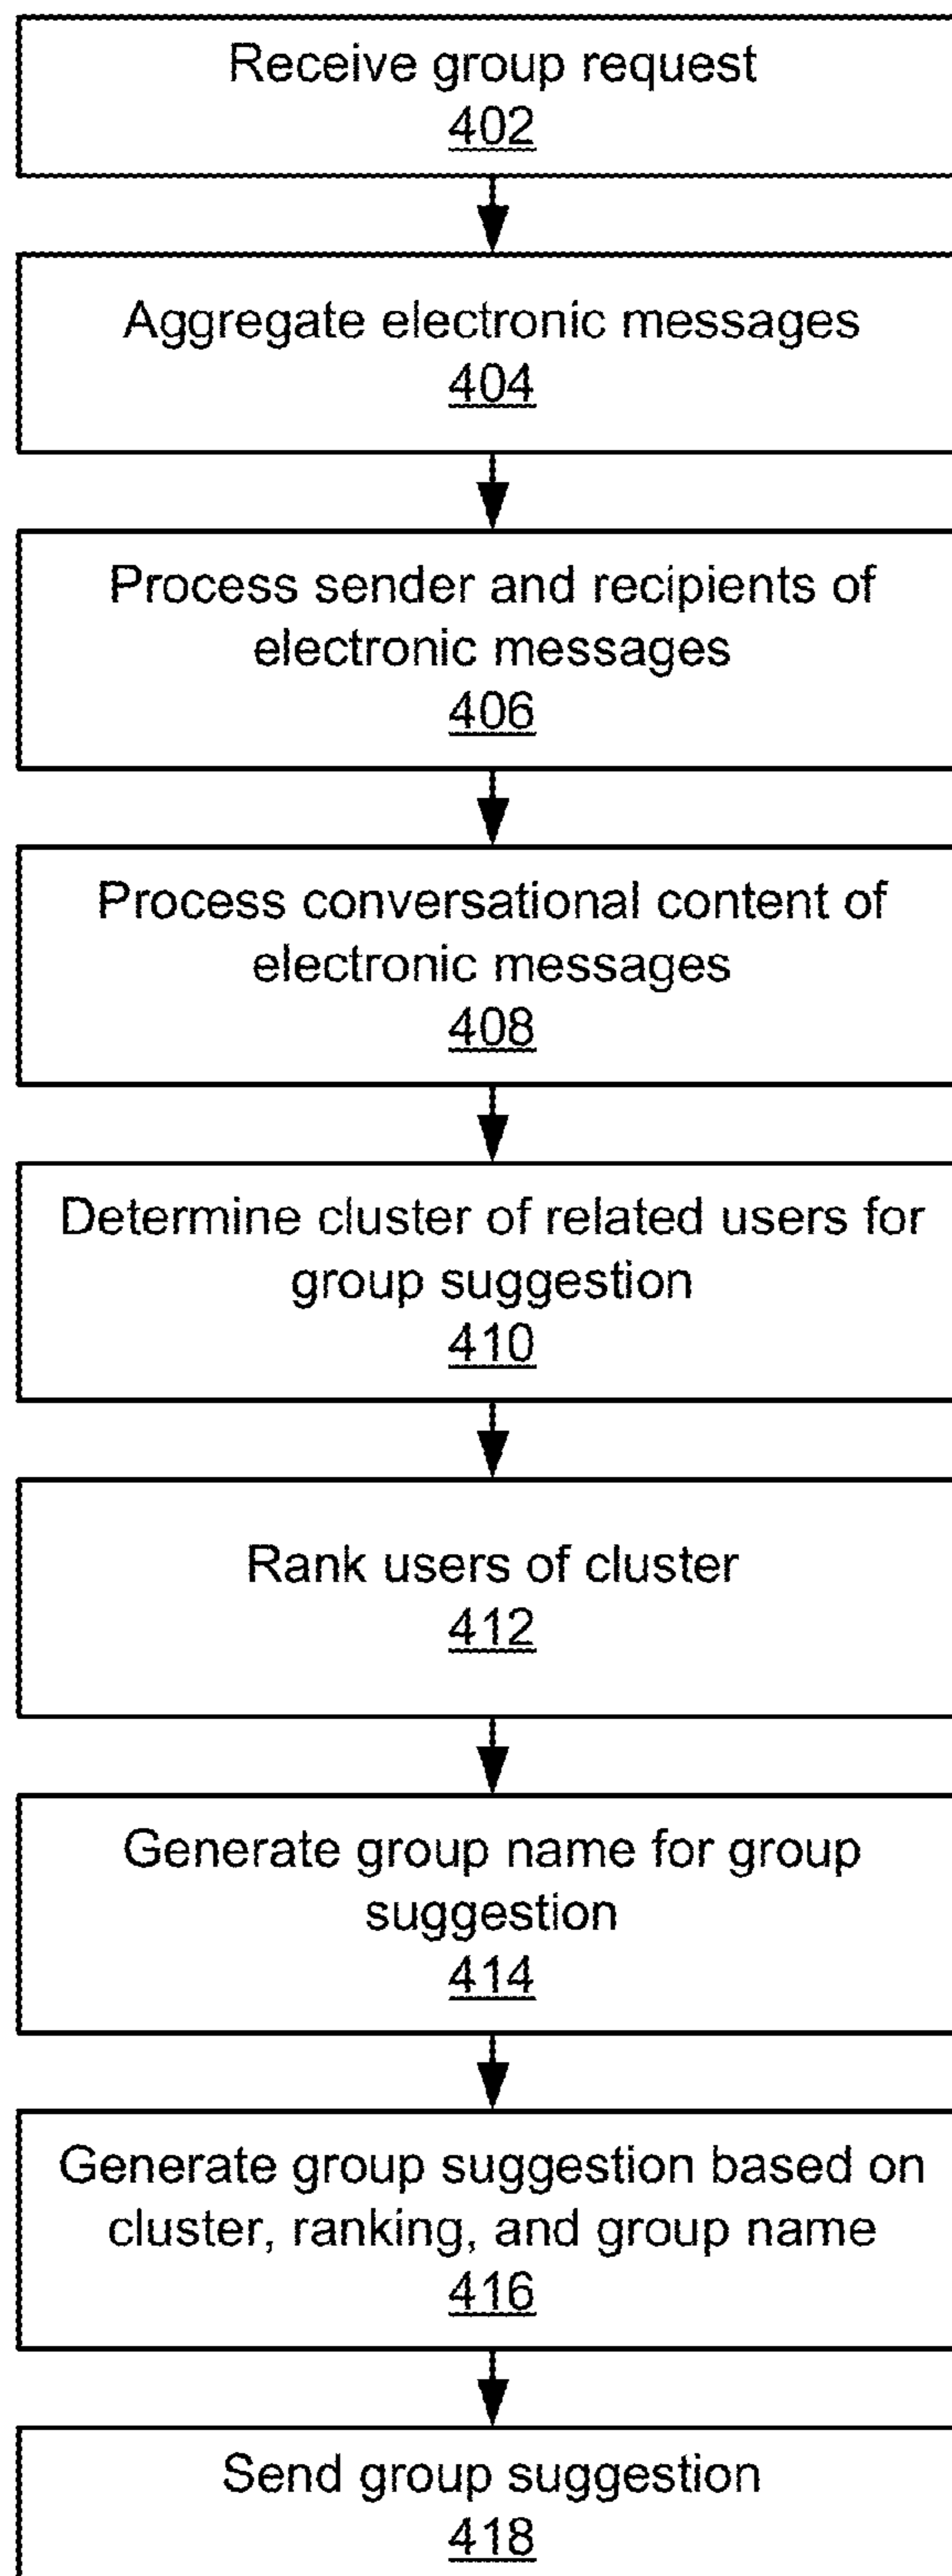 Receive group request
402
Aggregate electronic messages
404
Process sender and recipients of
electronic messages
406
Process conversational content of
electronic messages
408
Determine cluster of related users for
group suggestion
410
Rank users of cluster
412
Generate group name for group
suggestion
414
Generate group suggestion based on
cluster, ranking, and group name
416
Send group suggestion
418